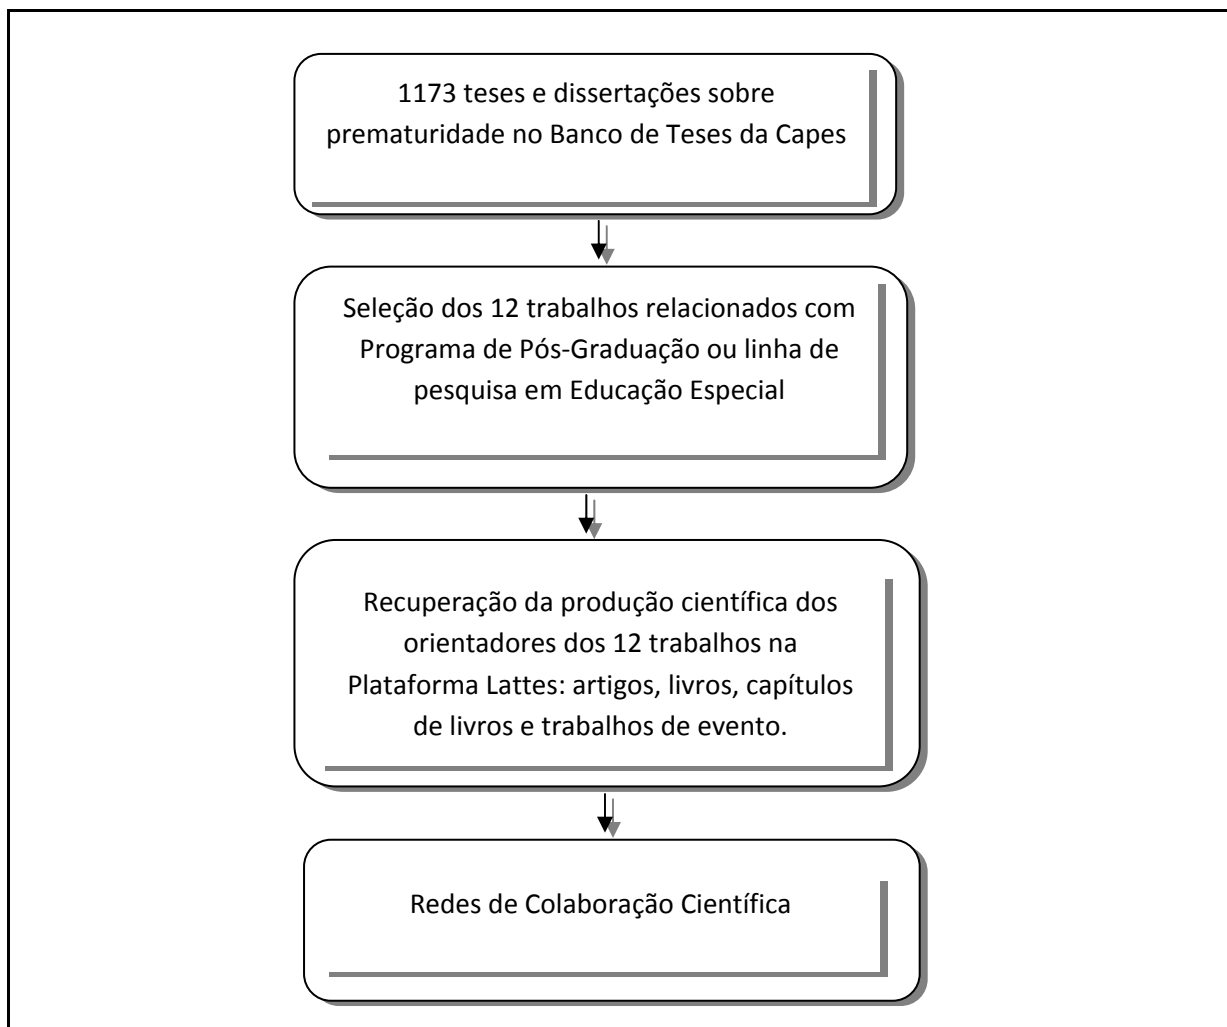 1173 teses e dissertações sobre
prematuridade no Banco de Teses da Capes
Seleção dos 12 trabalhos relacionados com
Programa de Pós-Graduação ou linha de
pesquisa em Educação Especial
Recuperação da produção científica dos
orientadores dos 12 trabalhos na
Plataforma Lattes: artigos, livros, capítulos
de livros e trabalhos de evento.
Redes de Colaboração Científica